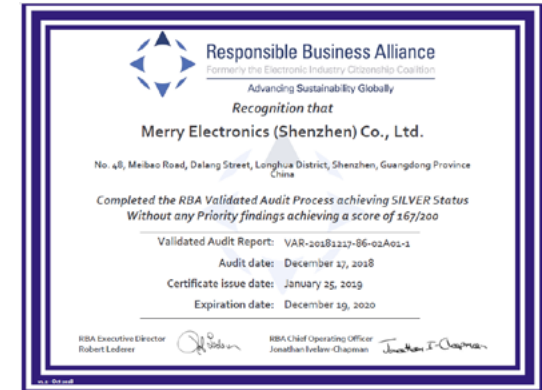 Responsible Business Alliance
Formerly the Electronic Industry Citizenship Coalition
Advancing Sustainability Globally
Recognition that
Merry Electronics (Shenzhen) Co., Ltd.
No. 48, Meibao Road, Dalang Street, Longhua District, Shenzhen, Guangdong Province
China
Completed the RBA Validated Audit Process achieving SILVER Status
Without any Priority findings achieving a score of 167/200
Validated Audit Report: VAR-20181217-86-02A01-1
Audit date: December 17, 2018
Certificate issue date: January 25, 2019
Expiration date: December 19, 2020
RBA Executive Director
Robert Lederer
RBA Chief Operating Officer
Jonathan Ivelaw-Chapman
Jonathan I-Chapman